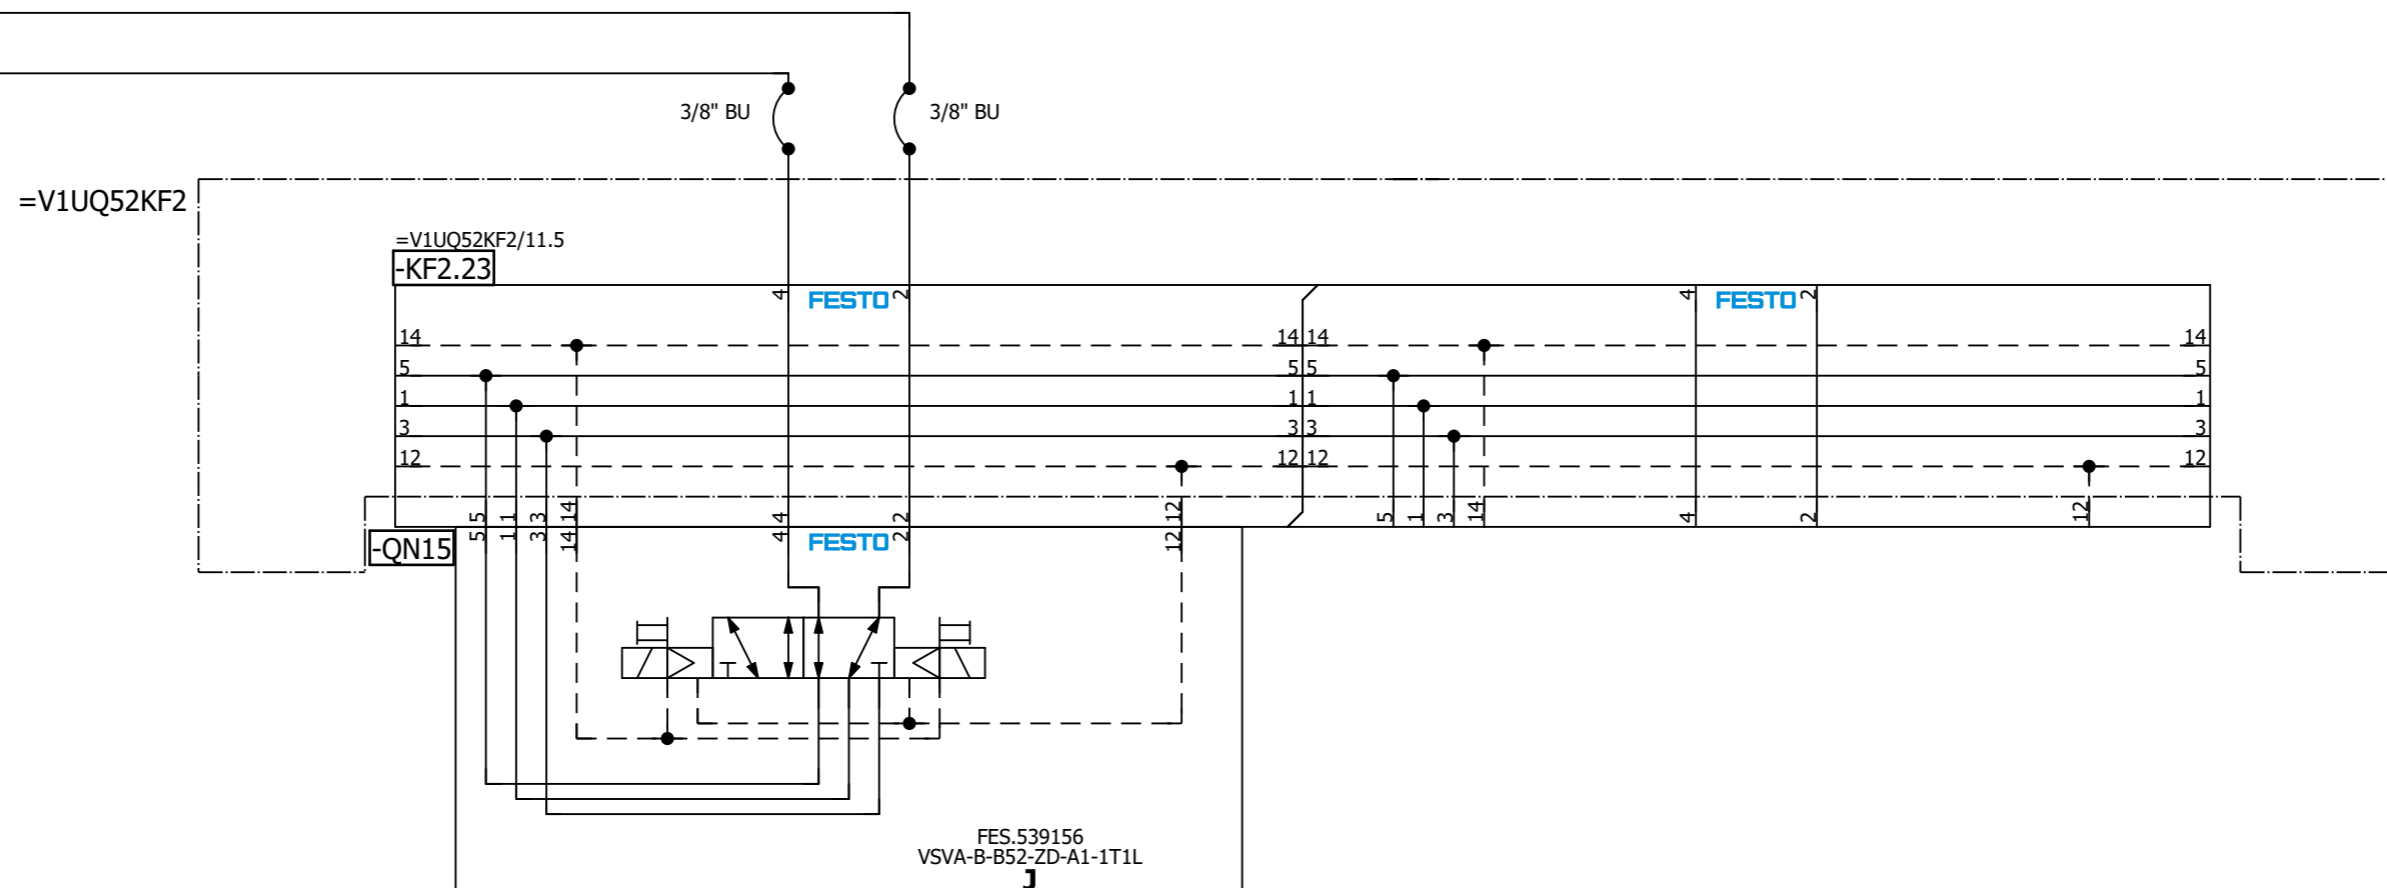 3/8" BU
3/8" BU
=V1UQ52KF2
=V1UQ52KF2/11.5
-KF2.23
4 FESTO 2
4 FESTO 2
14 14 14 14
5 5 5 5
1 1 1 1
3 3 3 3
12 12 12 12
5 1 3 14 4 2 12
5 1 3 14 4 2 12
-QN15
5 1 3 14 4 FESTO 2 12
FES.539156
VSVA-B-B52-ZD-A1-1T1L
J